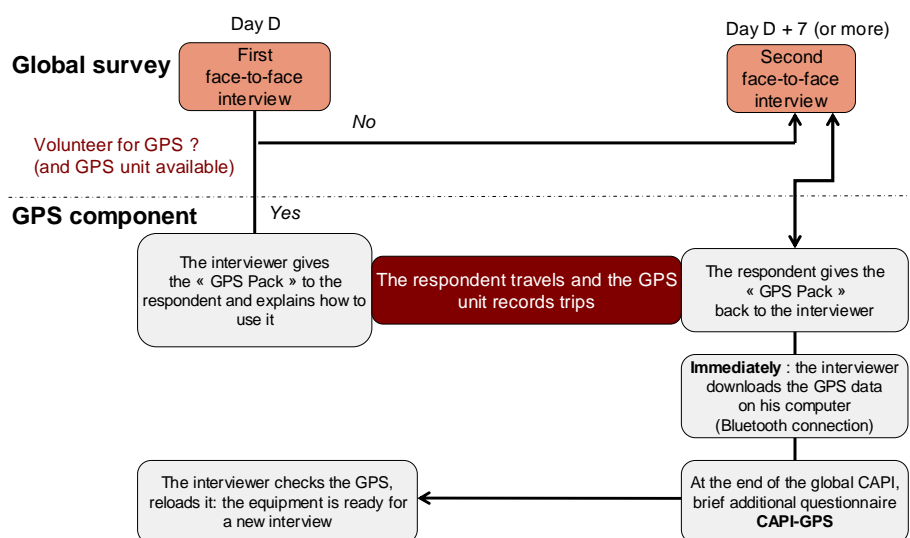 Day D
Day D + 7 (or more)
Global survey
First
face-to-face
interview
Second
face-to-face
interview
No
Volunteer for GPS ?
(and GPS unit available)
GPS component
Yes
The interviewer gives
the « GPS Pack » to the
respondent and explains how to
use it
The respondent travels and the GPS
unit records trips
The respondent gives the
« GPS Pack »
back to the interviewer
Immediately : the interviewer
downloads the GPS data
on his computer
(Bluetooth connection)
The interviewer checks the GPS,
reloads it: the equipment is ready for
a new interview
At the end of the global CAPI,
brief additional questionnaire
CAPI-GPS